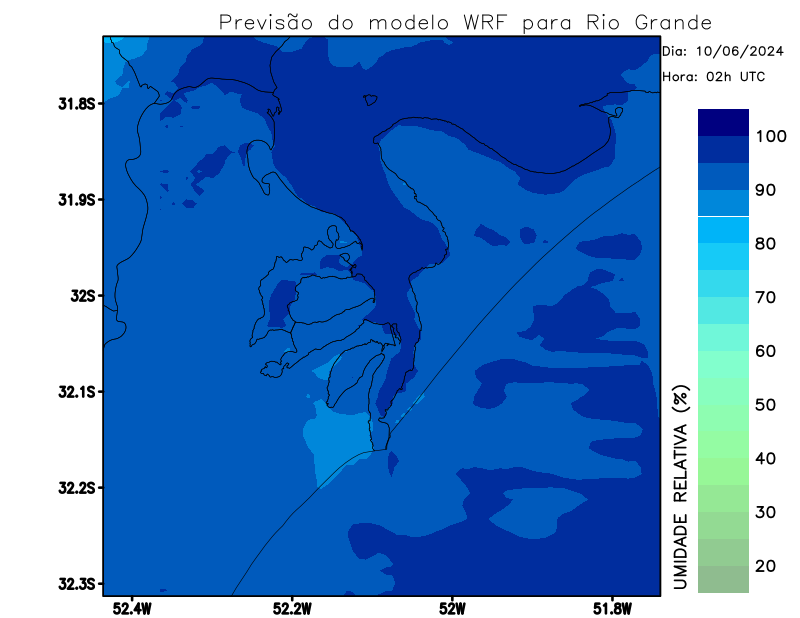 Previsão do modelo WRF para Rio Grande
Dia: 10/06/2024
Hora: 02h UTC
31.8S
31.9S
32S
32.1S
32.2S
32.3S
52.4W
52.2W
52W
51.8W
100
90
80
70
60
50
40
30
20
UMIDADE RELATIVA (%)